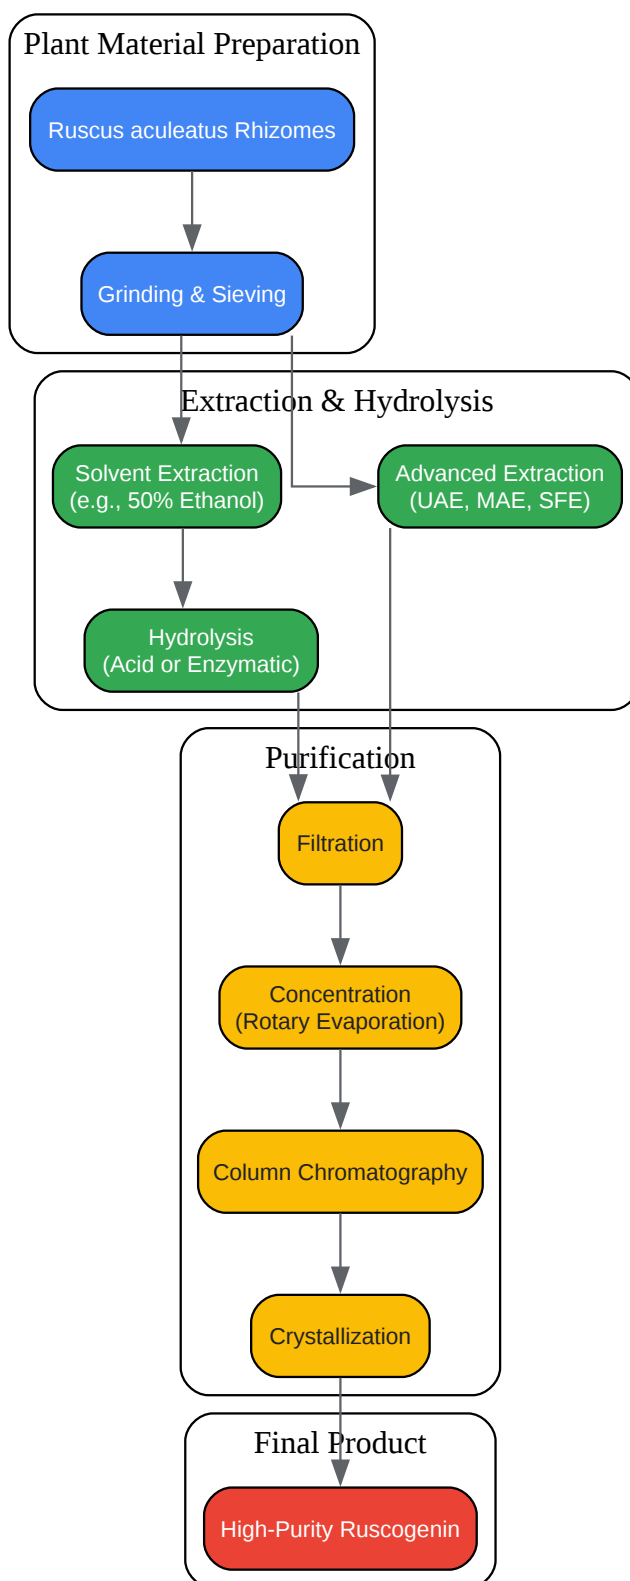 Plant Material Preparation
Ruscus aculeatus Rhizomes
Grinding & Sieving
Extraction & Hydrolysis
Solvent Extraction
(e.g., 50% Ethanol)
Advanced Extraction
(UAE, MAE, SFE)
Hydrolysis
(Acid or Enzymatic)
Purification
Filtration
Concentration
(Rotary Evaporation)
Column Chromatography
Crystallization
Final Product
High-Purity Ruscogenin